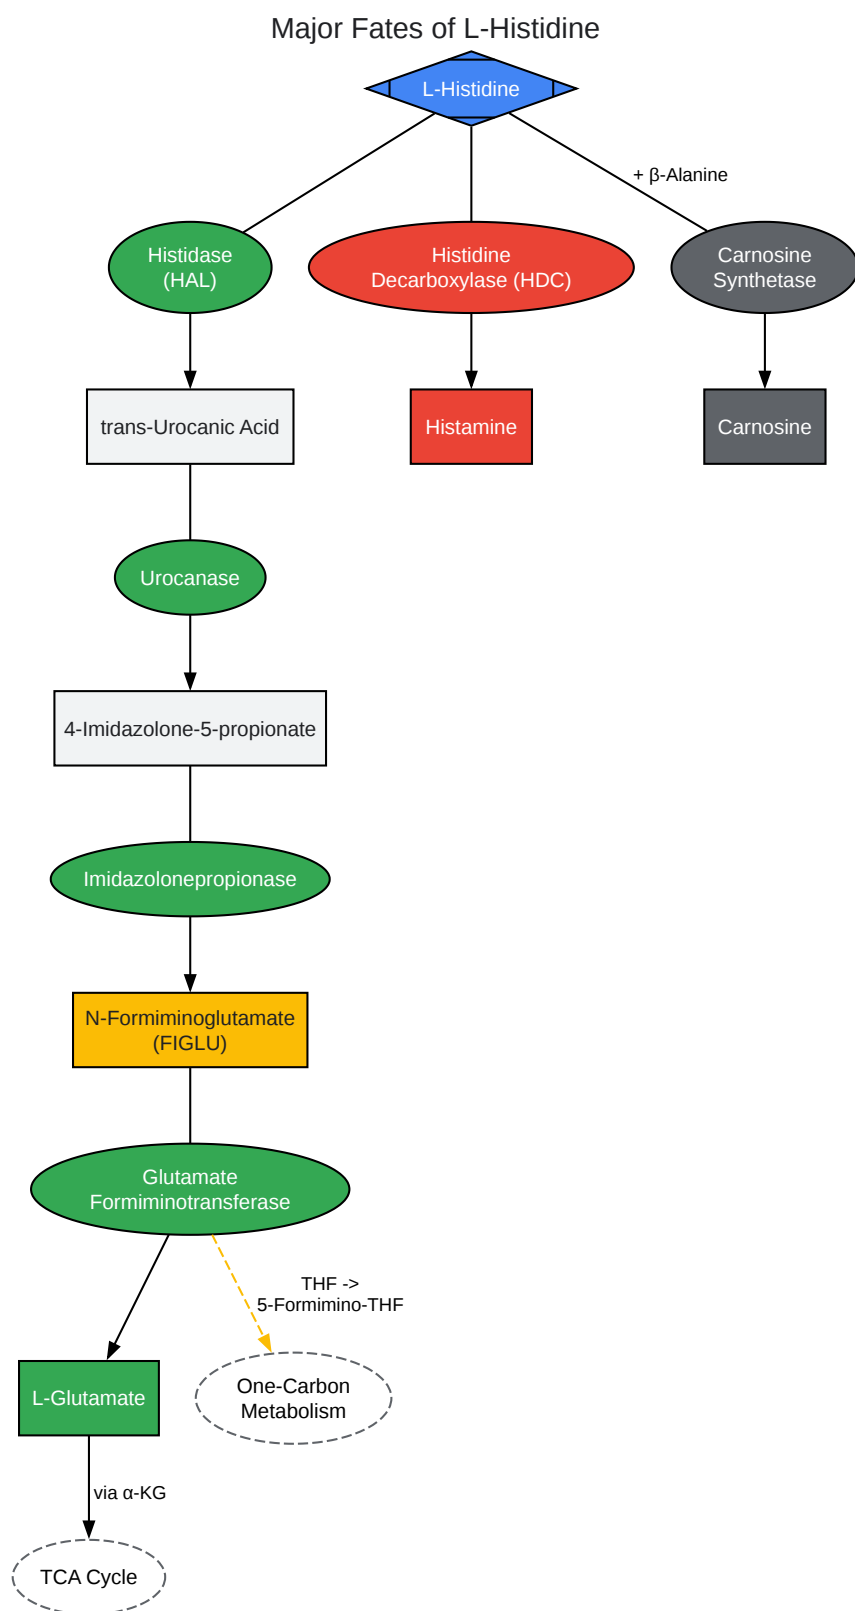 Major Fates of L-Histidine
L-Histidine
+ β-Alanine
Histidase
(HAL)
Histidine
Decarboxylase (HDC)
Carnosine
Synthetase
trans-Urocanic Acid
Histamine
Carnosine
Urocanase
4-Imidazolone-5-propionate
Imidazolonepropionase
N-Formiminoglutamate
(FIGLU)
Glutamate
Formiminotransferase
THF ->
5-Formimino-THF
L-Glutamate
One-Carbon
Metabolism
via α-KG
TCA Cycle